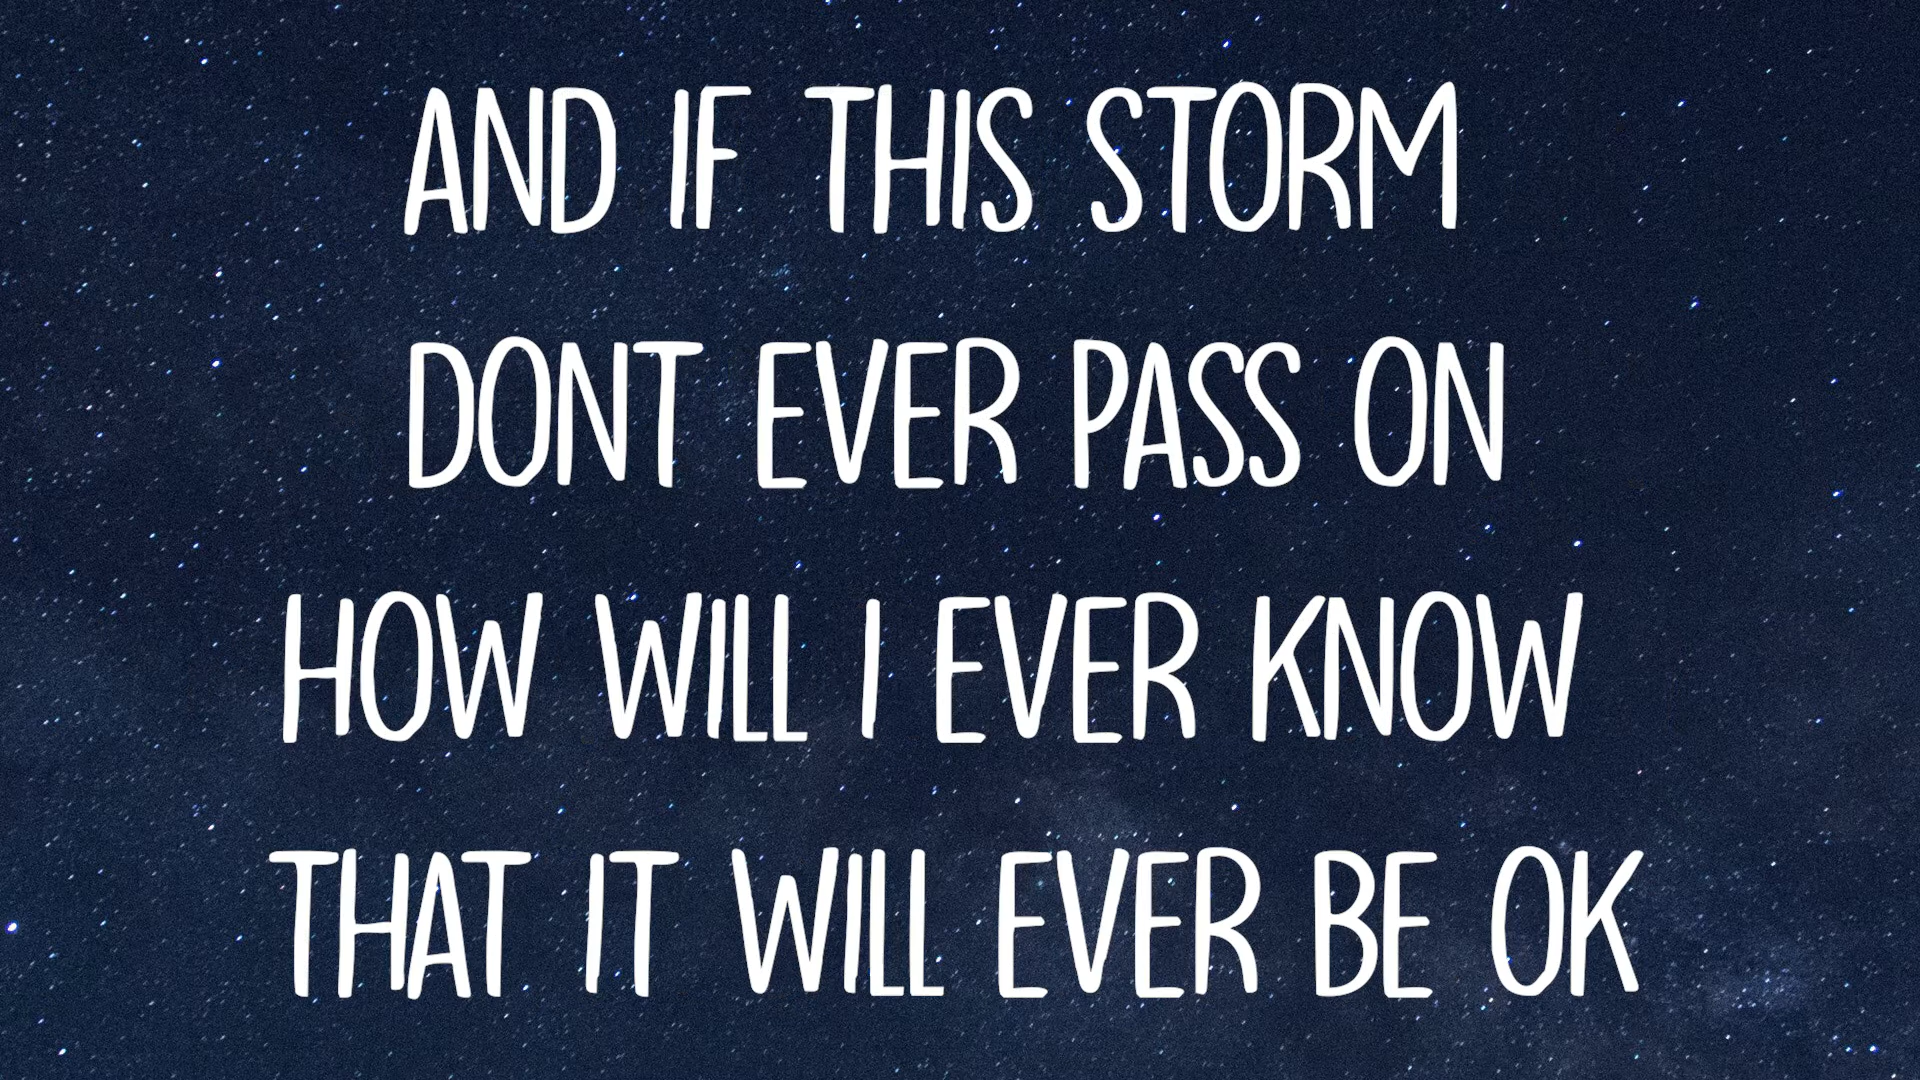 AND IF THIS STORM
DONT EVER PASS ON
HOW WILL I EVER KNOW
THAT IT WILL EVER BE OK